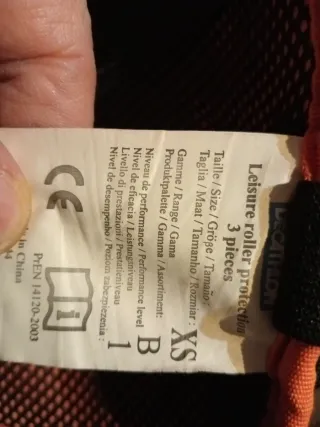 DECATHLON
Leisure roller protection
3 pieces
Taille / Size / Größe / Tamaño
Taglia / Maat / Tamanho / Rozmiar : XS
Gamme / Range / Gama
Produktpalette / Gamma / Assortiment: B
Niveau de performance / Performance level
Nivel de eficacia / Leistungsniveau
Livello di prestazioni / Prestatieniveau
Nivel de desempenho / Poziom zabezpieczenia : 1
CE
i
PrEN 14120-2003
in China